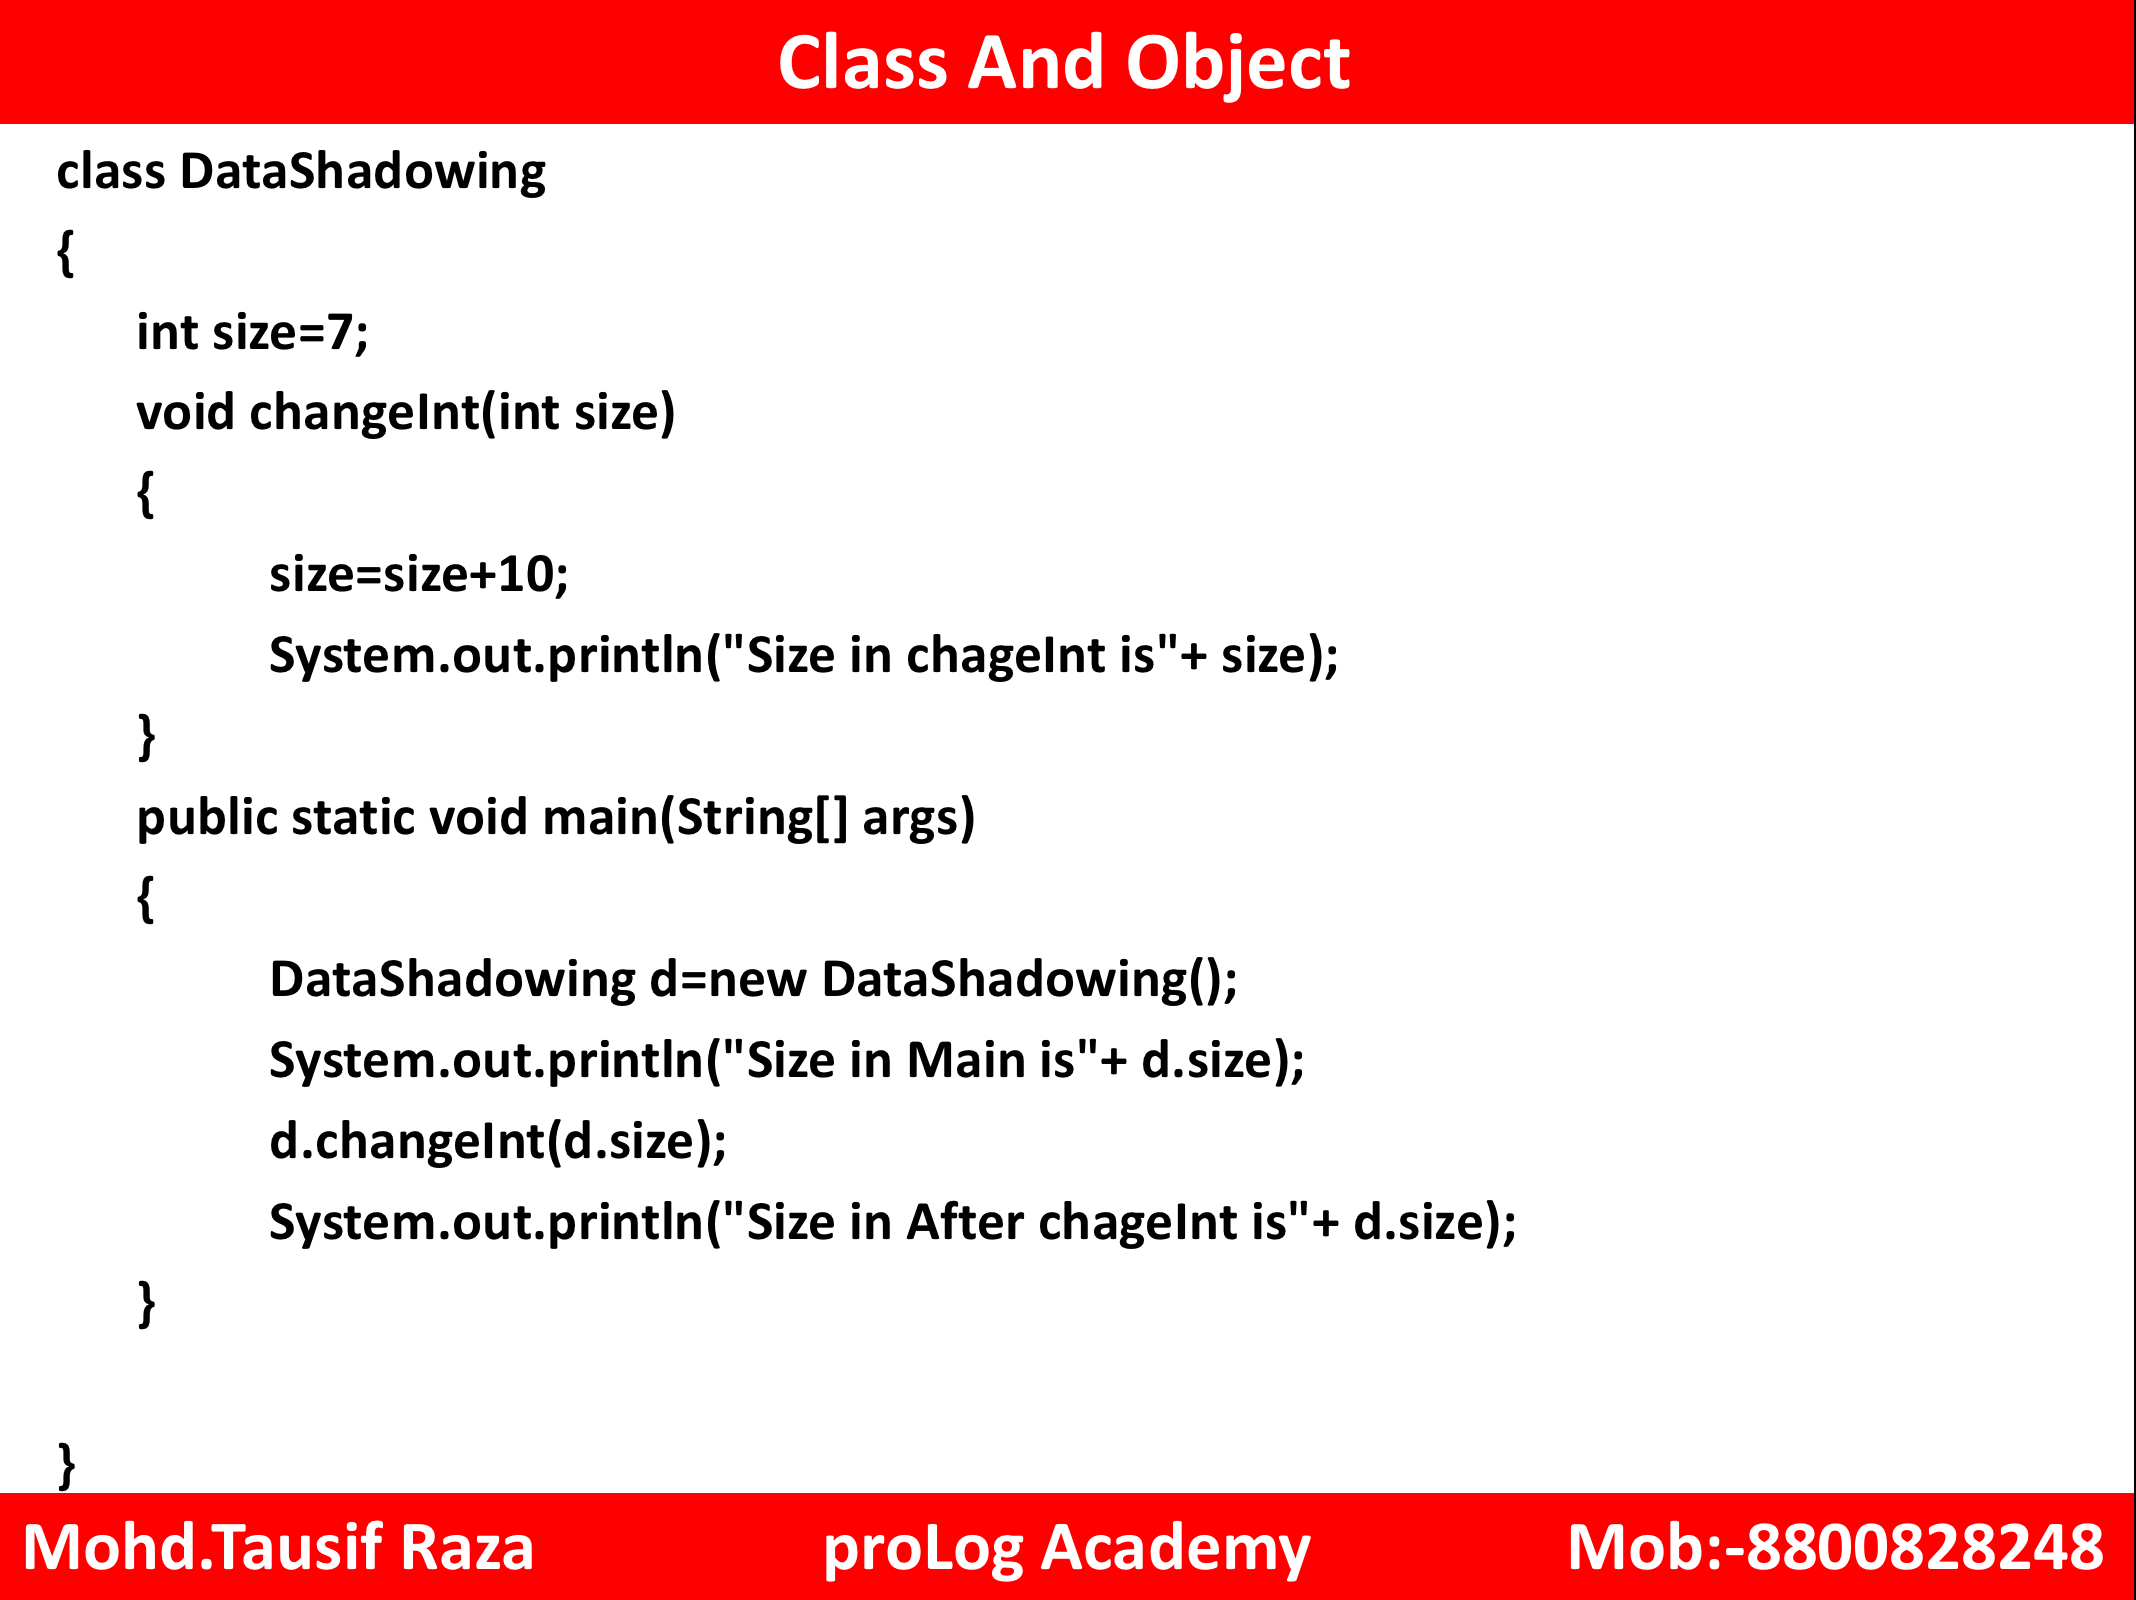 Class And Object
class DataShadowing
{
int size=7;
void changeInt(int size)
{
size=size+10;
System.out.println("Size in chageInt is"+ size);
}
public static void main(String[] args)
{
DataShadowing d=new DataShadowing();
System.out.println("Size in Main is"+ d.size);
d.changeInt(d.size);
System.out.println("Size in After chageInt is"+ d.size);
}
}
Mohd.Tausif Raza proLog Academy Mob:-8800828248